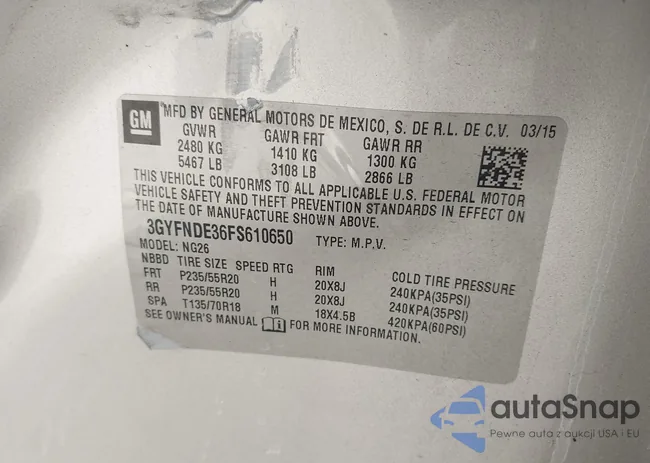 GM
MFD BY GENERAL MOTORS DE MEXICO, S. DE R.L. DE C.V. 03/15
GVWR GAWR FRT GAWR RR
2480 KG 1410 KG 1300 KG
5467 LB 3108 LB 2866 LB
THIS VEHICLE CONFORMS TO ALL APPLICABLE U.S. FEDERAL MOTOR
VEHICLE SAFETY AND THEFT PREVENTION STANDARDS IN EFFECT ON
THE DATE OF MANUFACTURE SHOWN ABOVE.
3GYFNDE36FS610650 TYPE: M.P.V.
MODEL: NG26
NBBD TIRE SIZE SPEED RTG RIM COLD TIRE PRESSURE
FRT P235/55R20 H 20X8J 240KPA(35PSI)
RR P235/55R20 H 20X8J 240KPA(35PSI)
SPA T135/70R18 M 18X4.5B 420KPA(60PSI)
SEE OWNER'S MANUAL FOR MORE INFORMATION.
autaSnap
Pewne auta z aukcji USA i EU